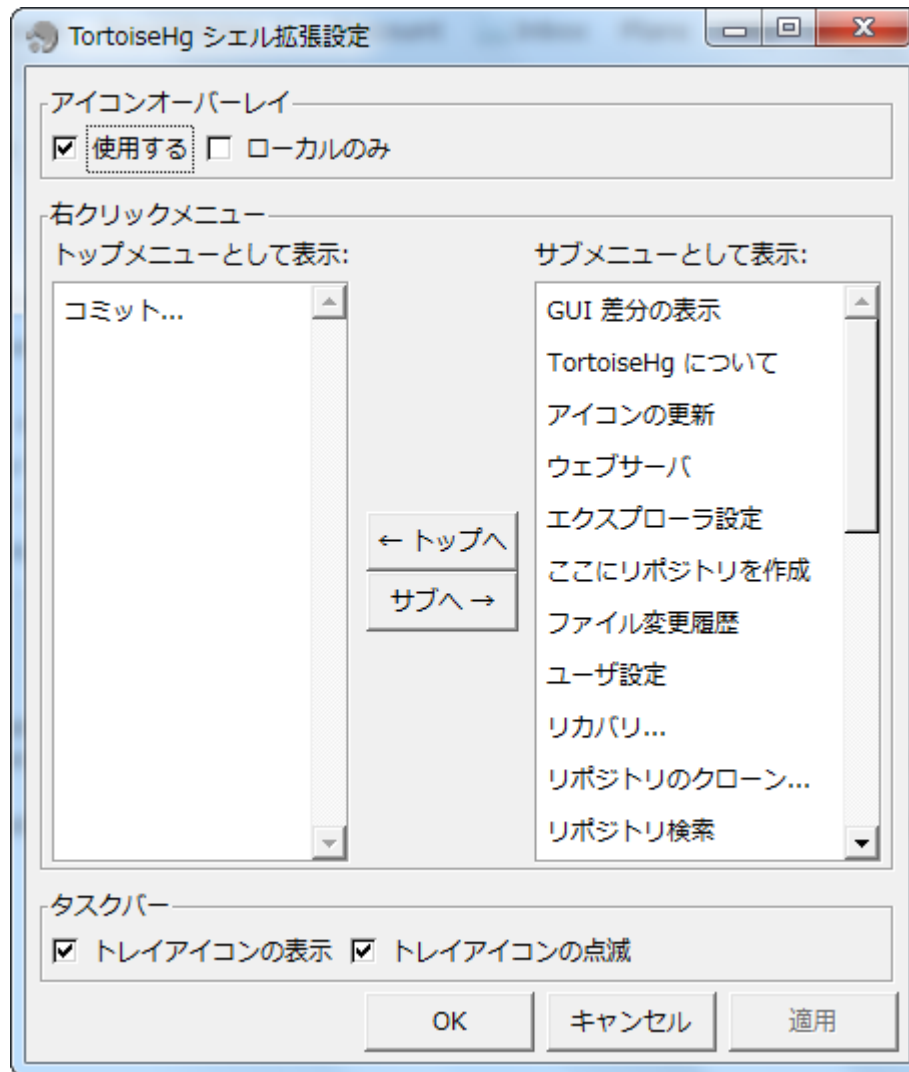 TortoiseHg シェル拡張設定
アイコンオーバーレイ
使用する ローカルのみ
右クリックメニュー
トップメニューとして表示:
コミット...
← トップへ
サブへ →
サブメニューとして表示:
GUI 差分の表示
TortoiseHg について
アイコンの更新
ウェブサーバ
エクスプローラ設定
ここにリポジトリを作成
ファイル変更履歴
ユーザ設定
リカバリ...
リポジトリのクローン...
リポジトリ検索
タスクバー
トレイアイコンの表示 トレイアイコンの点滅
OK キャンセル 適用